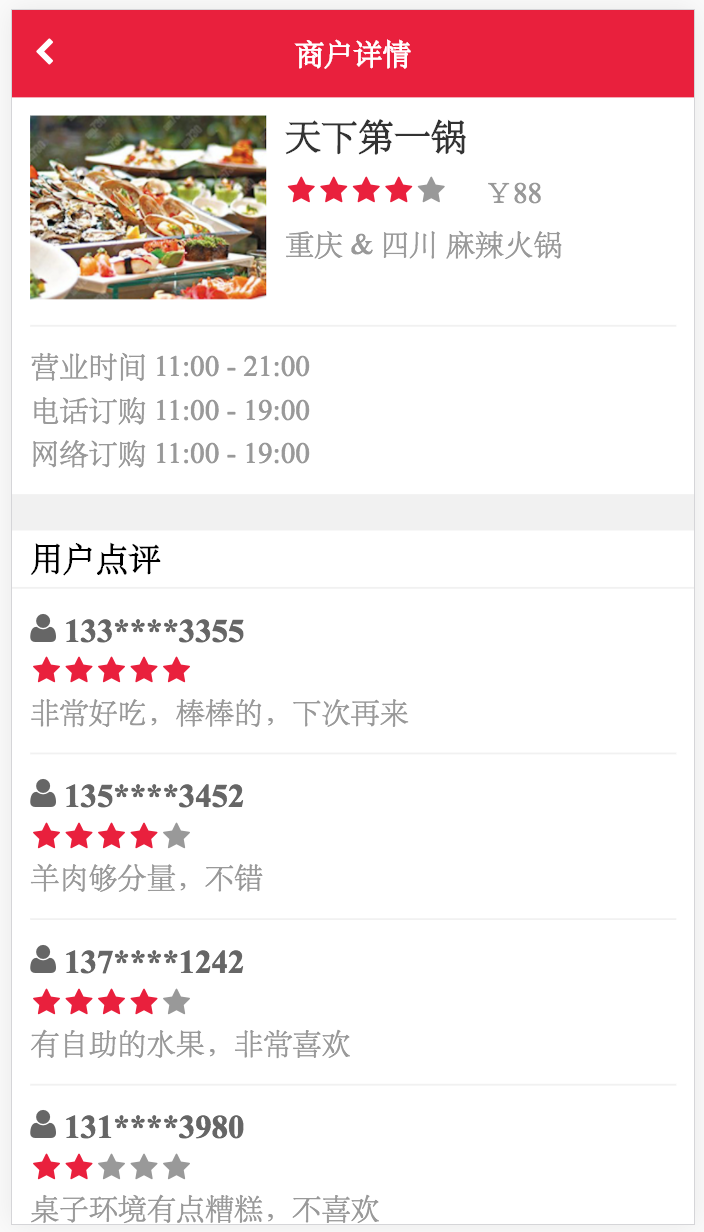 商户详情
天下第一锅
￥88
重庆 & 四川 麻辣火锅
营业时间 11:00 - 21:00
电话订购 11:00 - 19:00
网络订购 11:00 - 19:00
用户点评
133****3355
非常好吃，棒棒的，下次再来
135****3452
羊肉够分量，不错
137****1242
有自助的水果，非常喜欢
131****3980
桌子环境有点糟糕，不喜欢